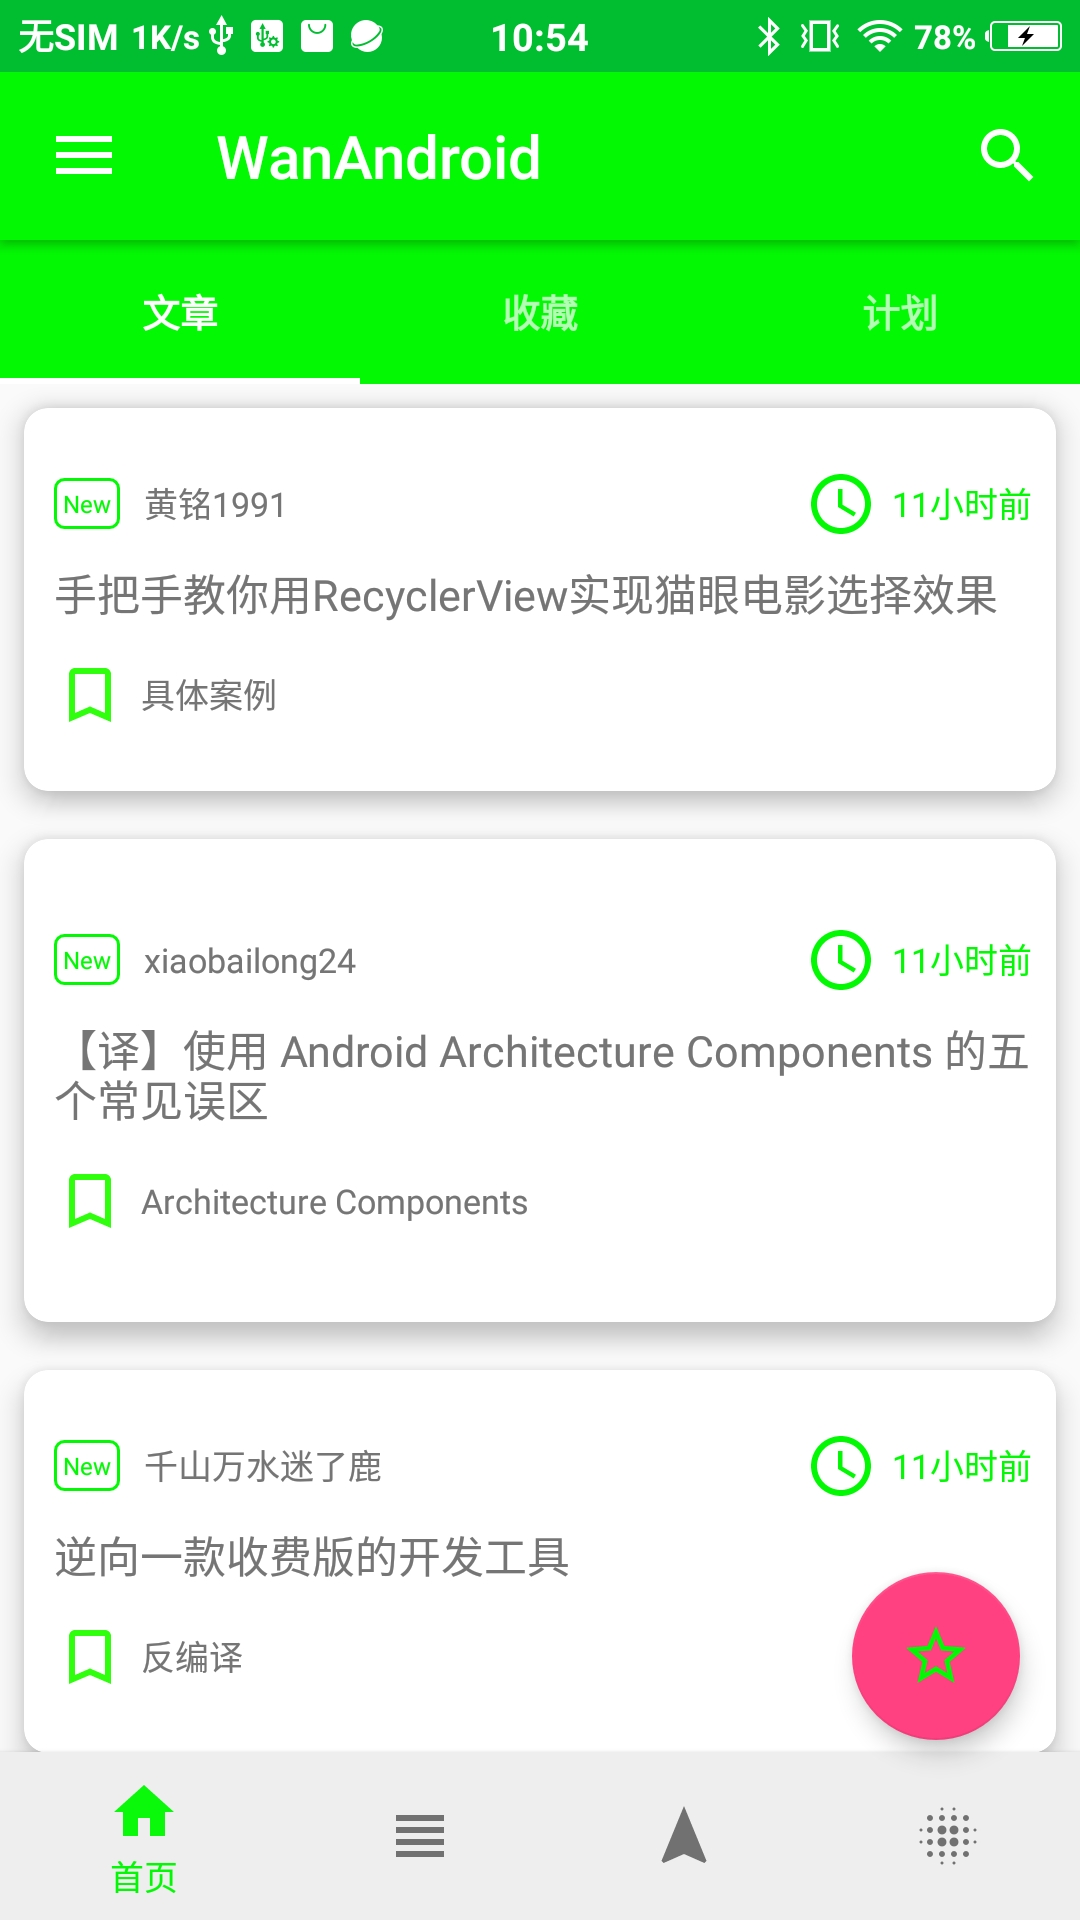 无SIM 1K/s 10:54 78%
WanAndroid
文章 收藏 计划
New 黄铭1991 11小时前
手把手教你用RecyclerView实现猫眼电影选择效果
具体案例
New xiaobailong24 11小时前
【译】使用 Android Architecture Components 的五
个常见误区
Architecture Components
New 千山万水迷了鹿 11小时前
逆向一款收费版的开发工具
反编译
首页